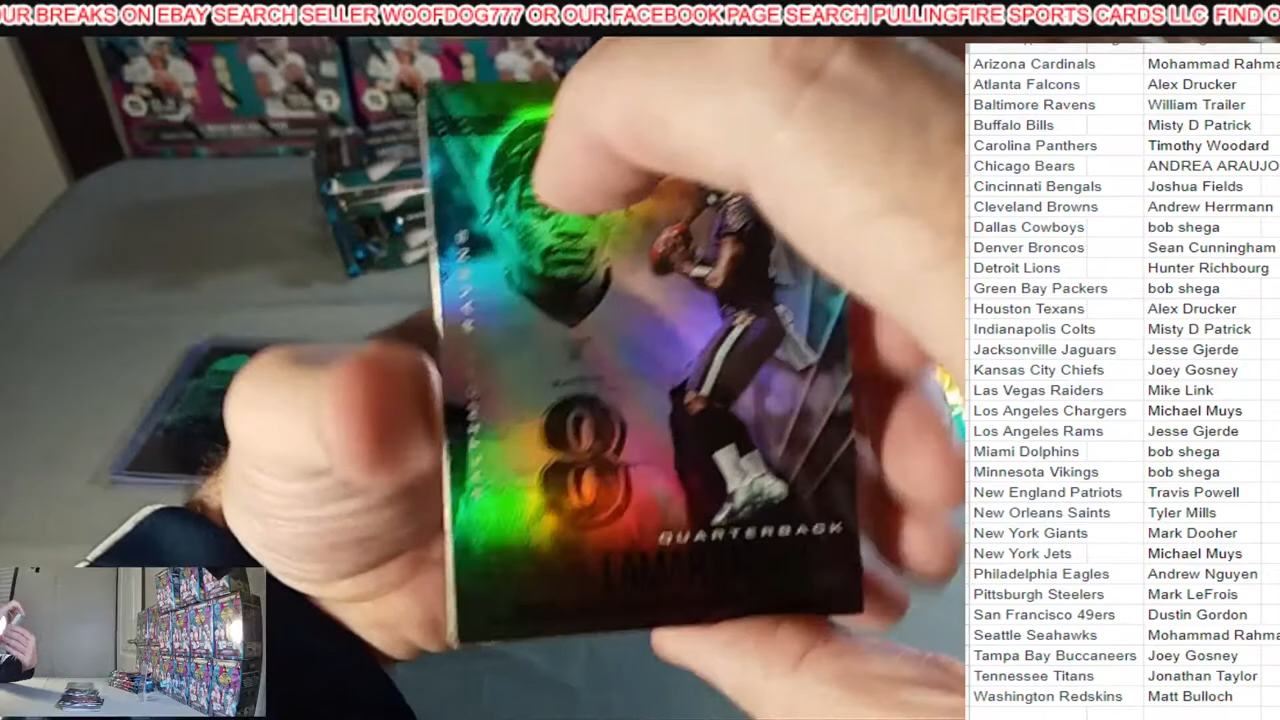 UR BREAKS ON EBAY SEARCH SELLER WOOFDOG777 OR OUR FACEBOOK PAGE SEARCH PULLINGFIRE SPORTS CARDS LLC FIND O
Arizona Cardinals Mohammad Rahma
Atlanta Falcons Alex Drucker
Baltimore Ravens William Trailer
Buffalo Bills Misty D Patrick
Carolina Panthers Timothy Woodard
Chicago Bears ANDREA ARAUJO
Cincinnati Bengals Joshua Fields
Cleveland Browns Andrew Herrmann
Dallas Cowboys bob shega
Denver Broncos Sean Cunningham
Detroit Lions Hunter Richbourg
Green Bay Packers bob shega
Houston Texans Alex Drucker
Indianapolis Colts Misty D Patrick
Jacksonville Jaguars Jesse Gjerde
Kansas City Chiefs Joey Gosney
Las Vegas Raiders Mike Link
Los Angeles Chargers Michael Muys
Los Angeles Rams Jesse Gjerde
Miami Dolphins bob shega
Minnesota Vikings bob shega
New England Patriots Travis Powell
New Orleans Saints Tyler Mills
New York Giants Mark Dooher
New York Jets Michael Muys
Philadelphia Eagles Andrew Nguyen
Pittsburgh Steelers Mark LeFrois
San Francisco 49ers Dustin Gordon
Seattle Seahawks Mohammad Rahma
Tampa Bay Buccaneers Joey Gosney
Tennessee Titans Jonathan Taylor
Washington Redskins Matt Bulloch
RAVENS
8
QUARTERBACK